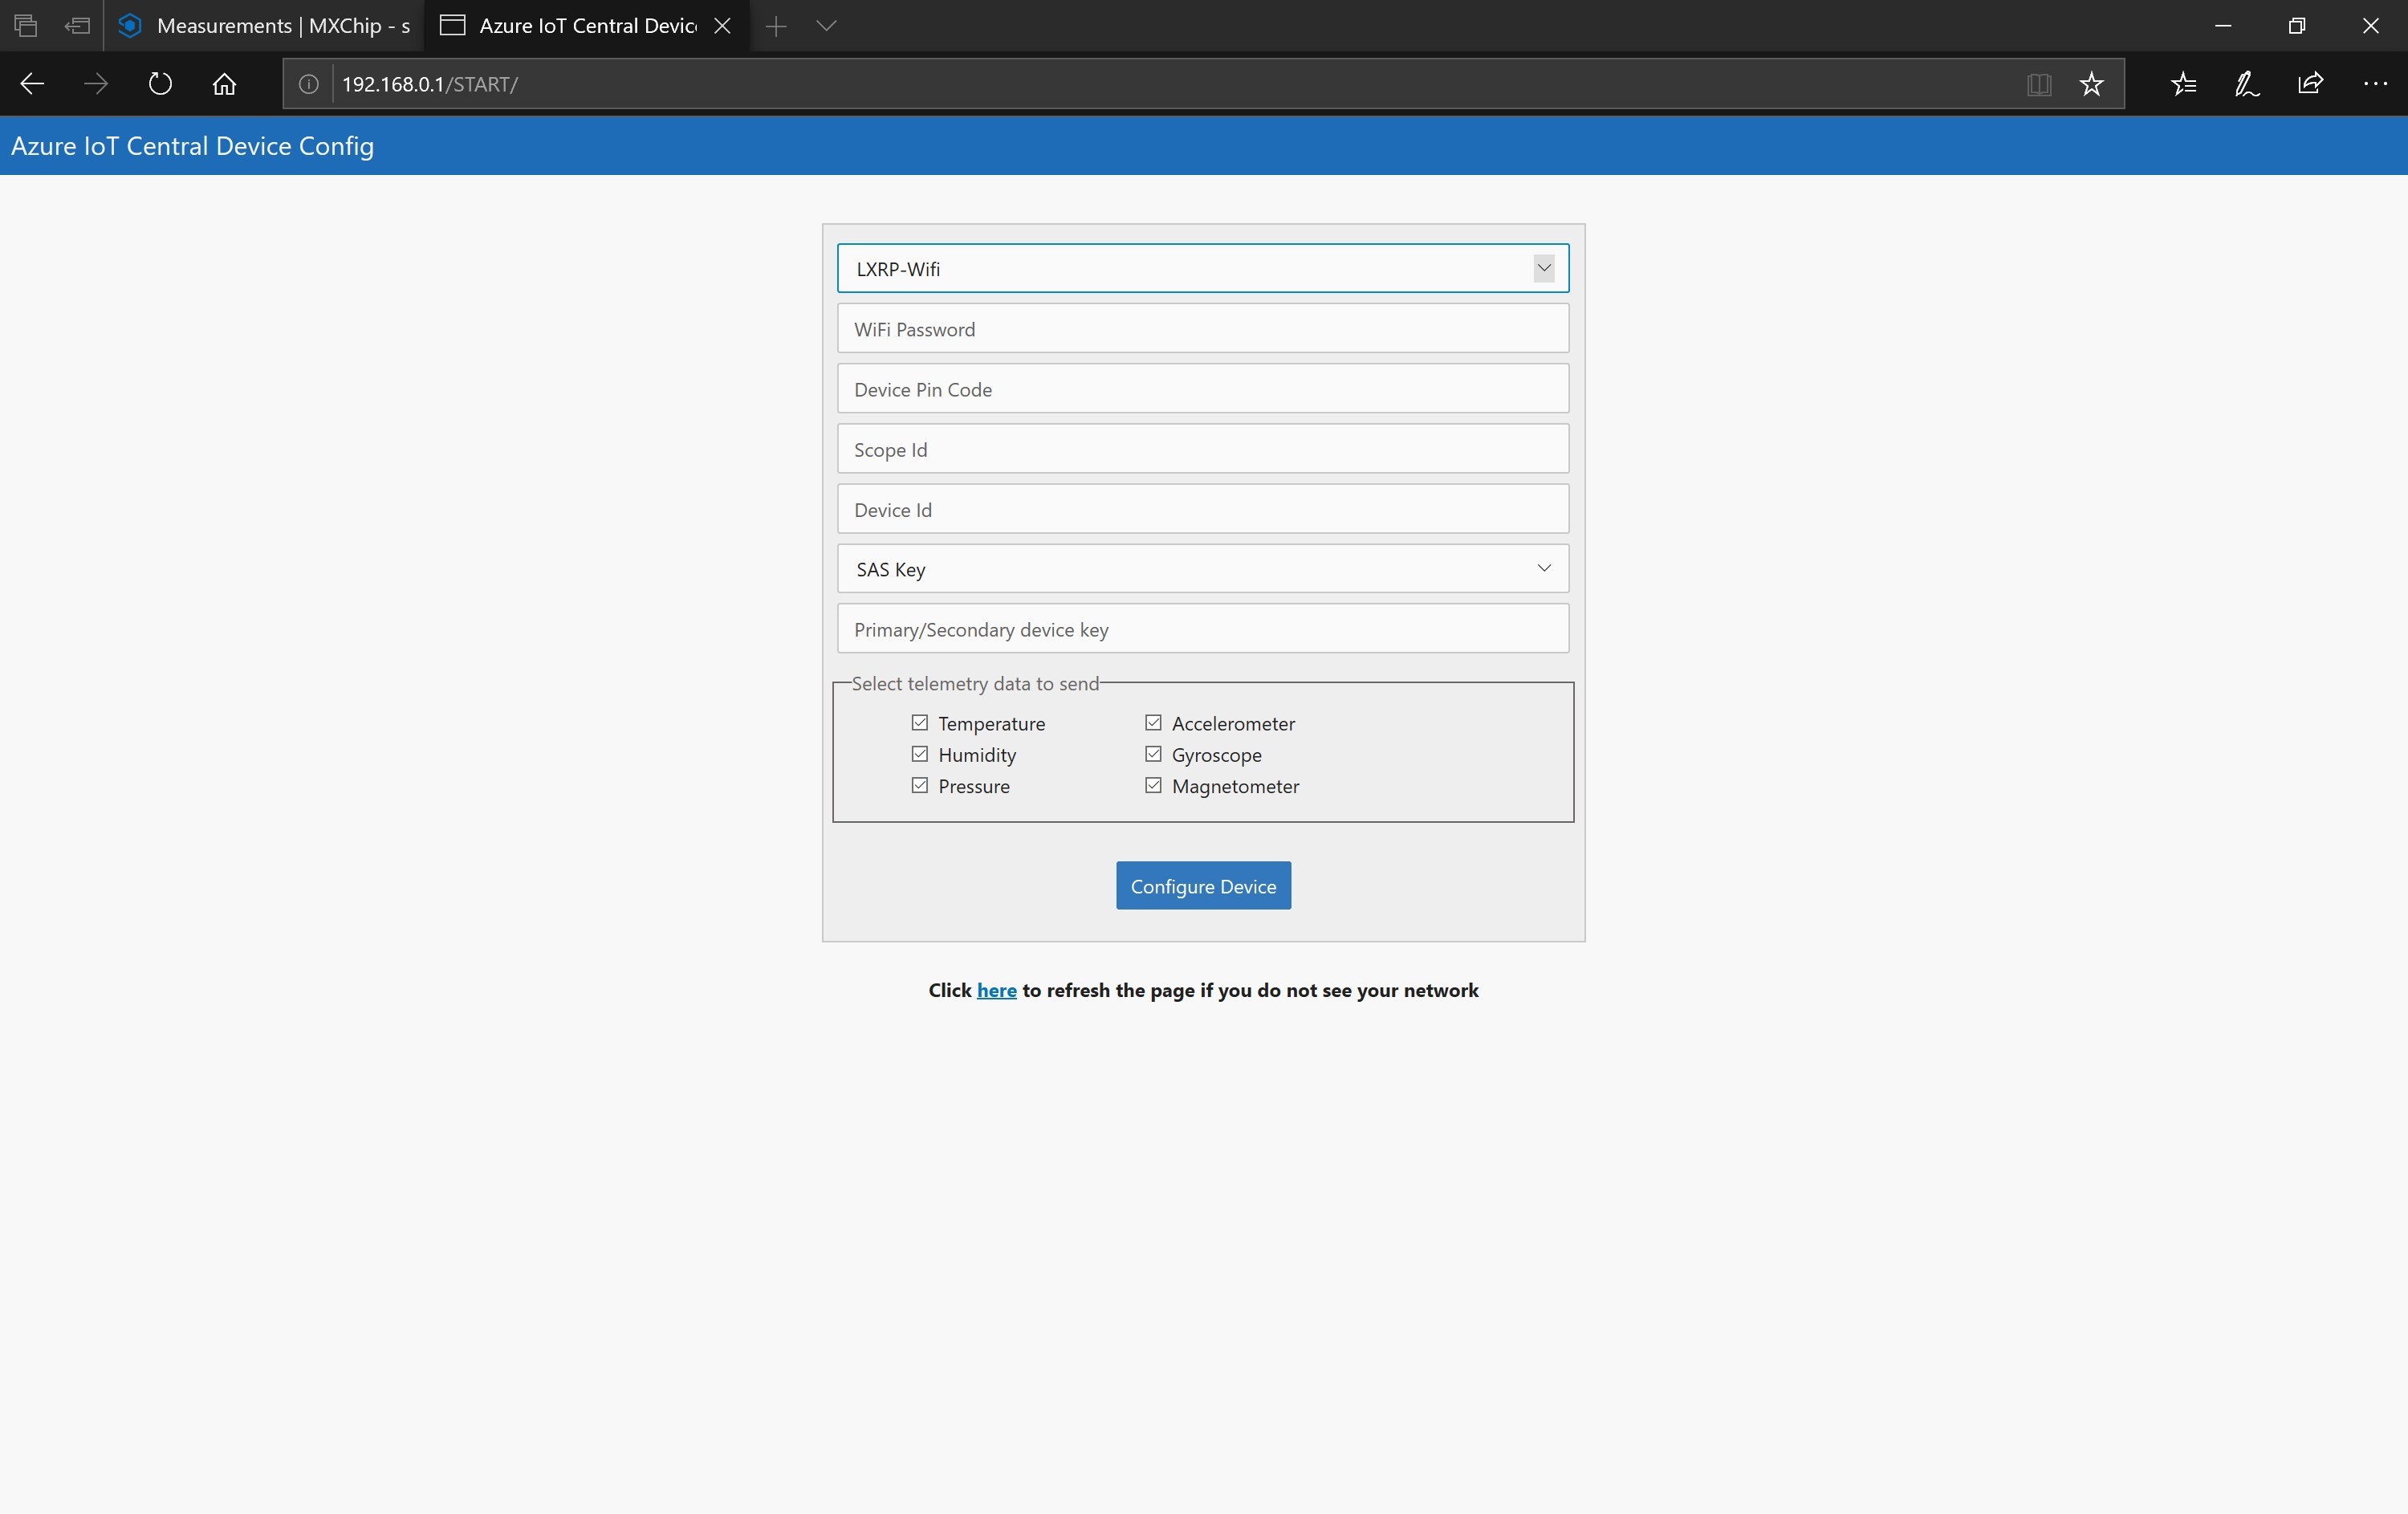 Measurements | MXChip - s
Azure IoT Central Devic
192.168.0.1/START/
Azure IoT Central Device Config
LXRP-Wifi
WiFi Password
Device Pin Code
Scope Id
Device Id
SAS Key
Primary/Secondary device key
Select telemetry data to send
Temperature Accelerometer
Humidity Gyroscope
Pressure Magnetometer
Configure Device
Click here to refresh the page if you do not see your network